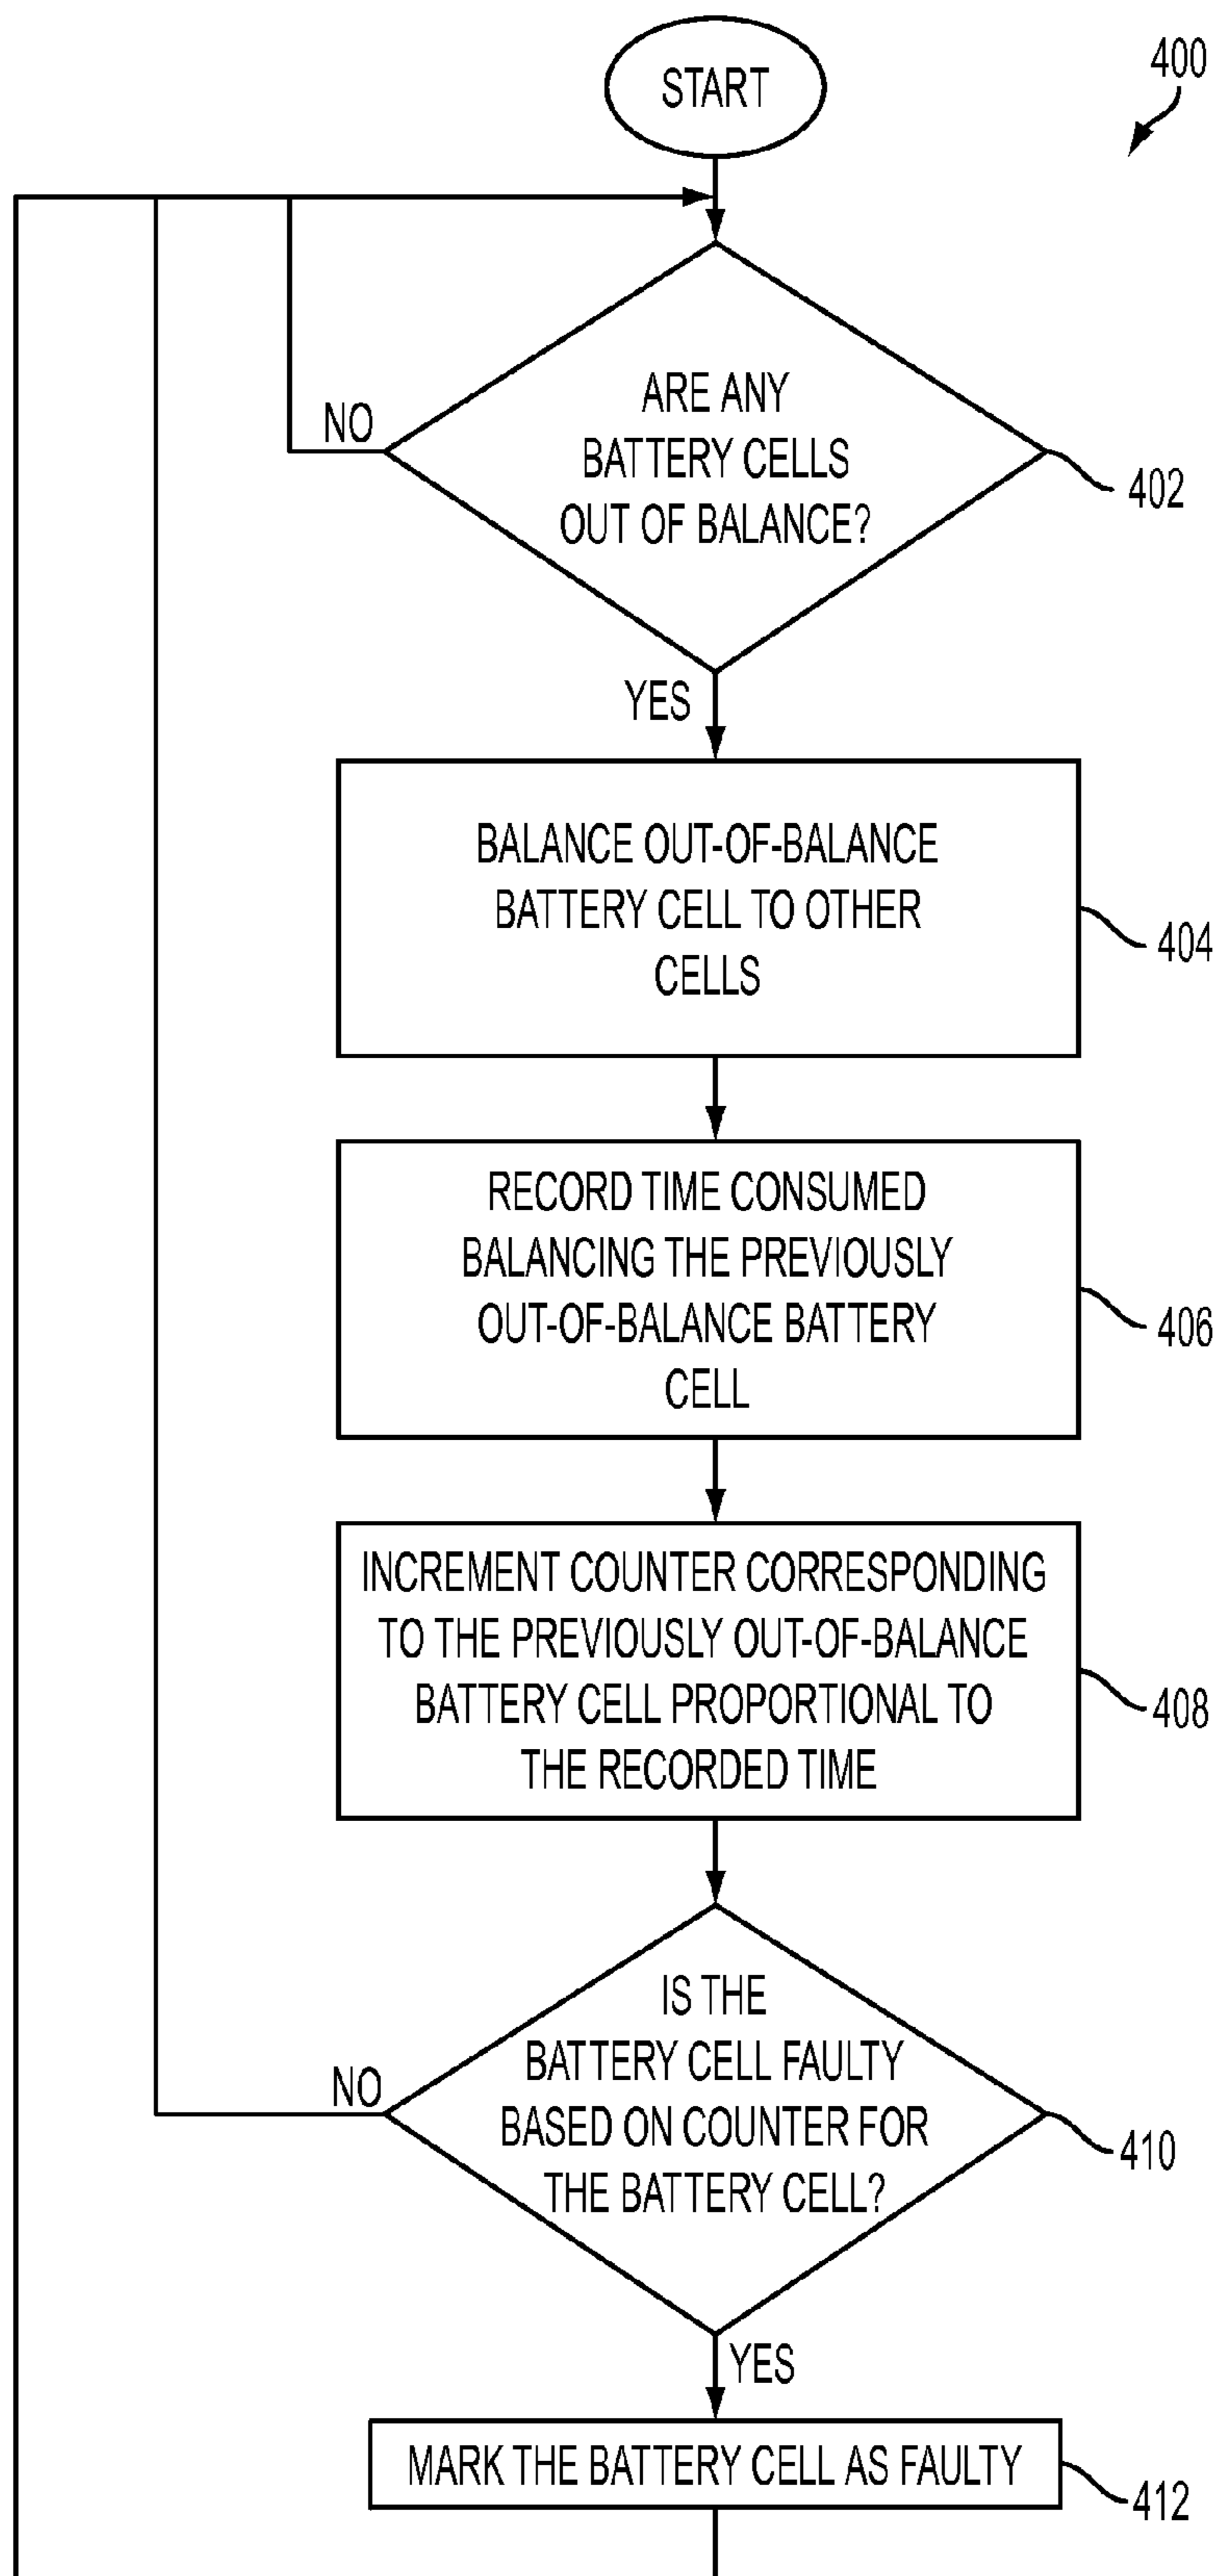 START
400
ARE ANY
BATTERY CELLS
OUT OF BALANCE?
NO
402
YES
BALANCE OUT-OF-BALANCE
BATTERY CELL TO OTHER
CELLS
404
RECORD TIME CONSUMED
BALANCING THE PREVIOUSLY
OUT-OF-BALANCE BATTERY
CELL
406
INCREMENT COUNTER CORRESPONDING
TO THE PREVIOUSLY OUT-OF-BALANCE
BATTERY CELL PROPORTIONAL TO
THE RECORDED TIME
408
IS THE
BATTERY CELL FAULTY
BASED ON COUNTER FOR
THE BATTERY CELL?
NO
410
YES
MARK THE BATTERY CELL AS FAULTY
412